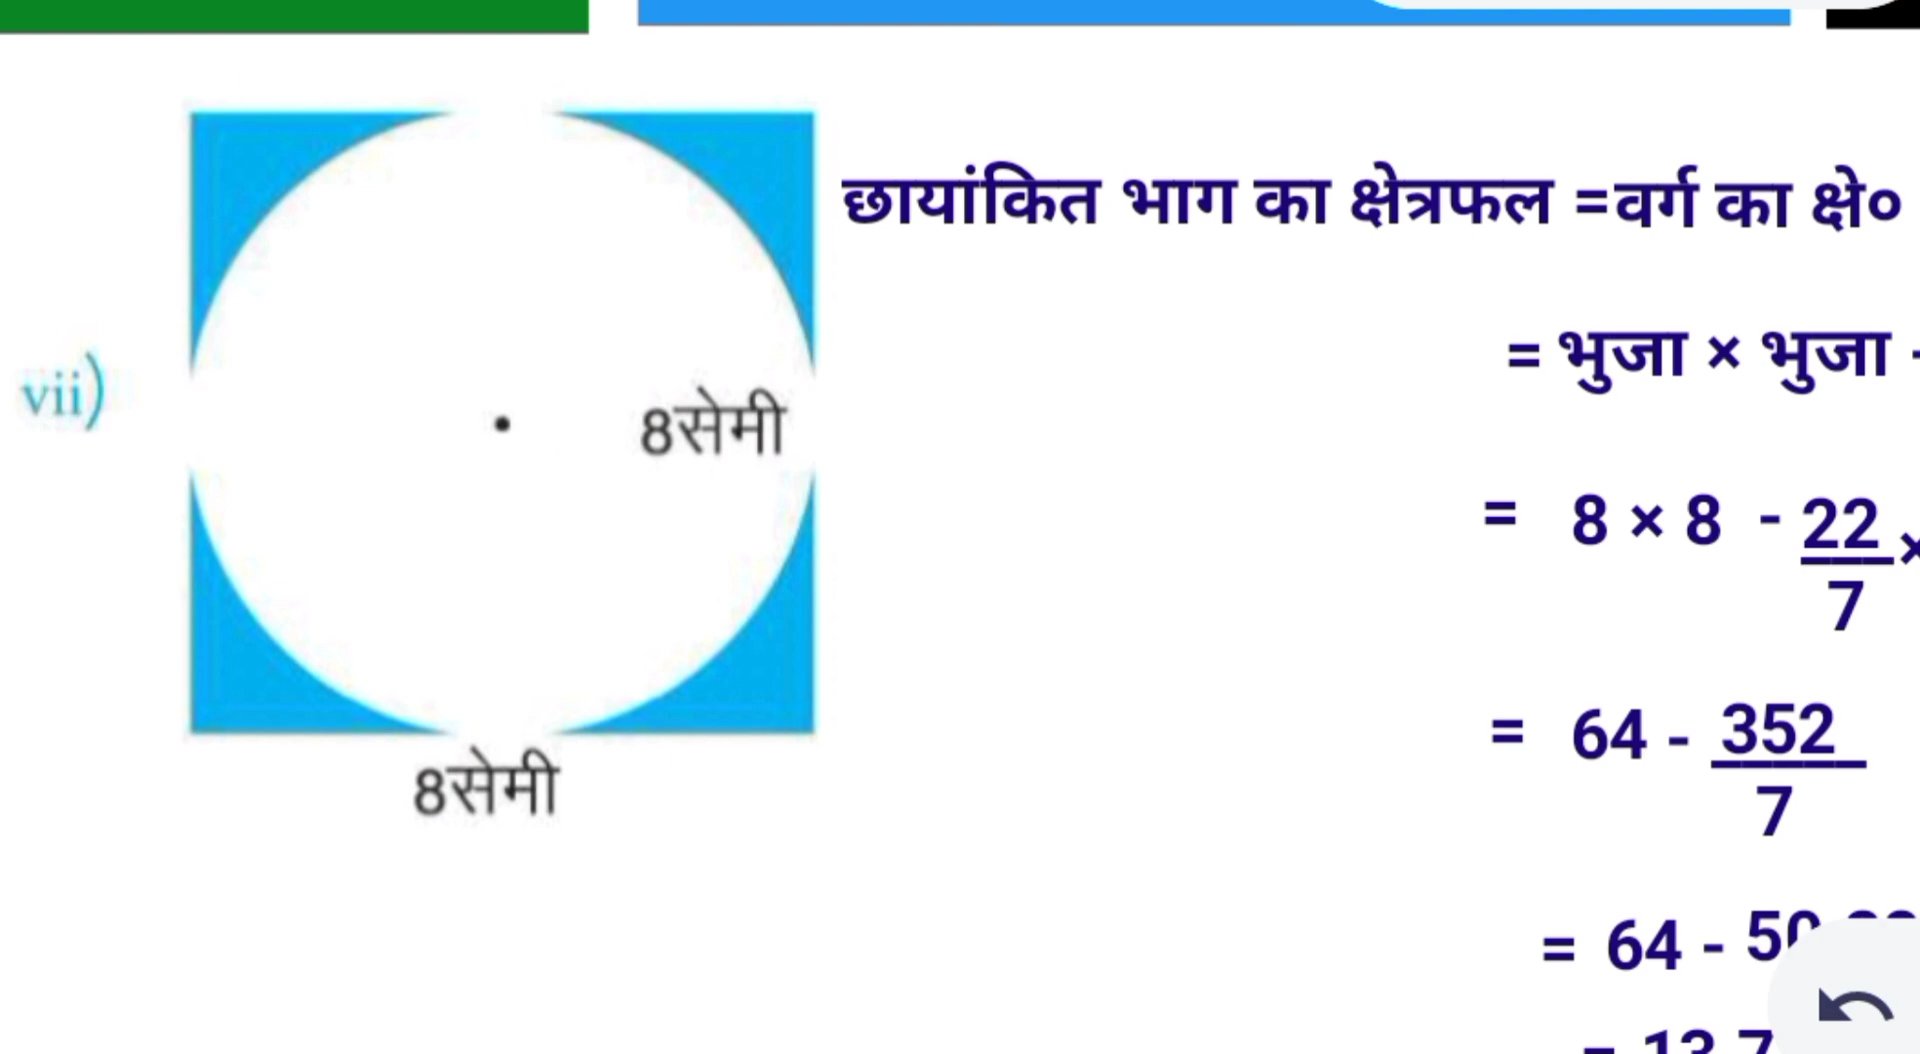 छायांकित भाग का क्षेत्रफल =वर्ग का क्षे०
= भुजा × भुजा -
vii)
8सेमी
= 8 × 8 - 22 ×
7
= 64 - 352
7
8सेमी
= 64 -